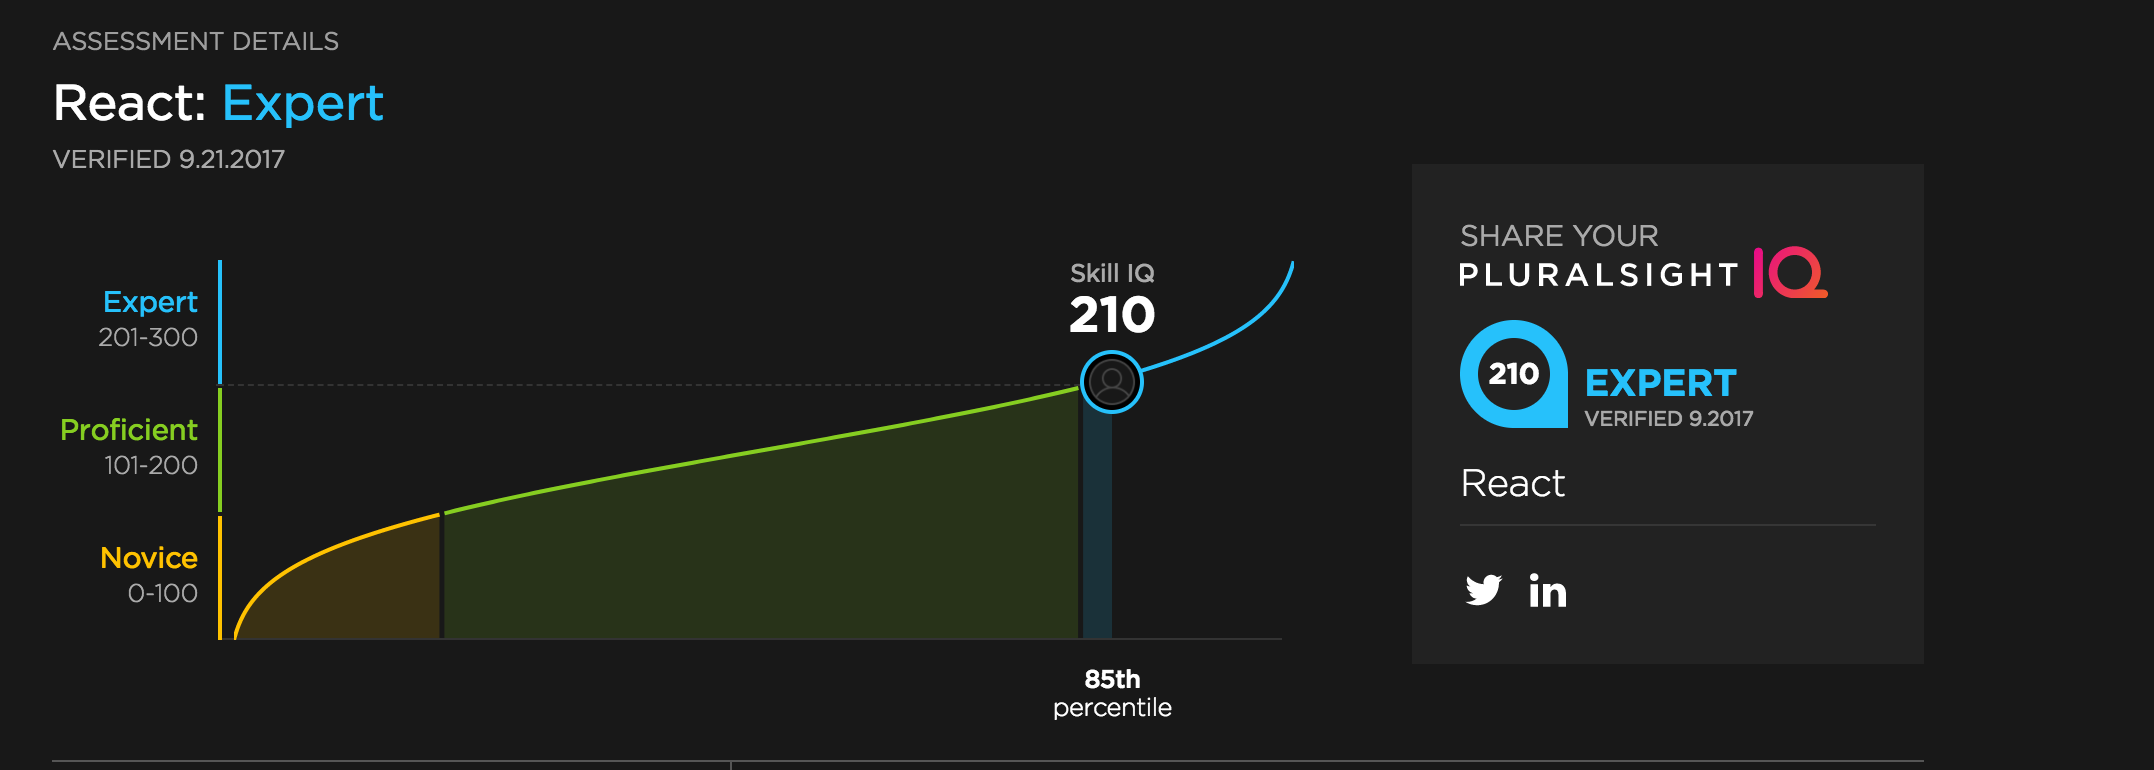 ASSESSMENT DETAILS
React: Expert
VERIFIED 9.21.2017
Expert
201-300
Proficient
101-200
Novice
0-100
Skill IQ
210
85th
percentile
SHARE YOUR
PLURALSIGHT IQ
210
EXPERT
VERIFIED 9.2017
React
in